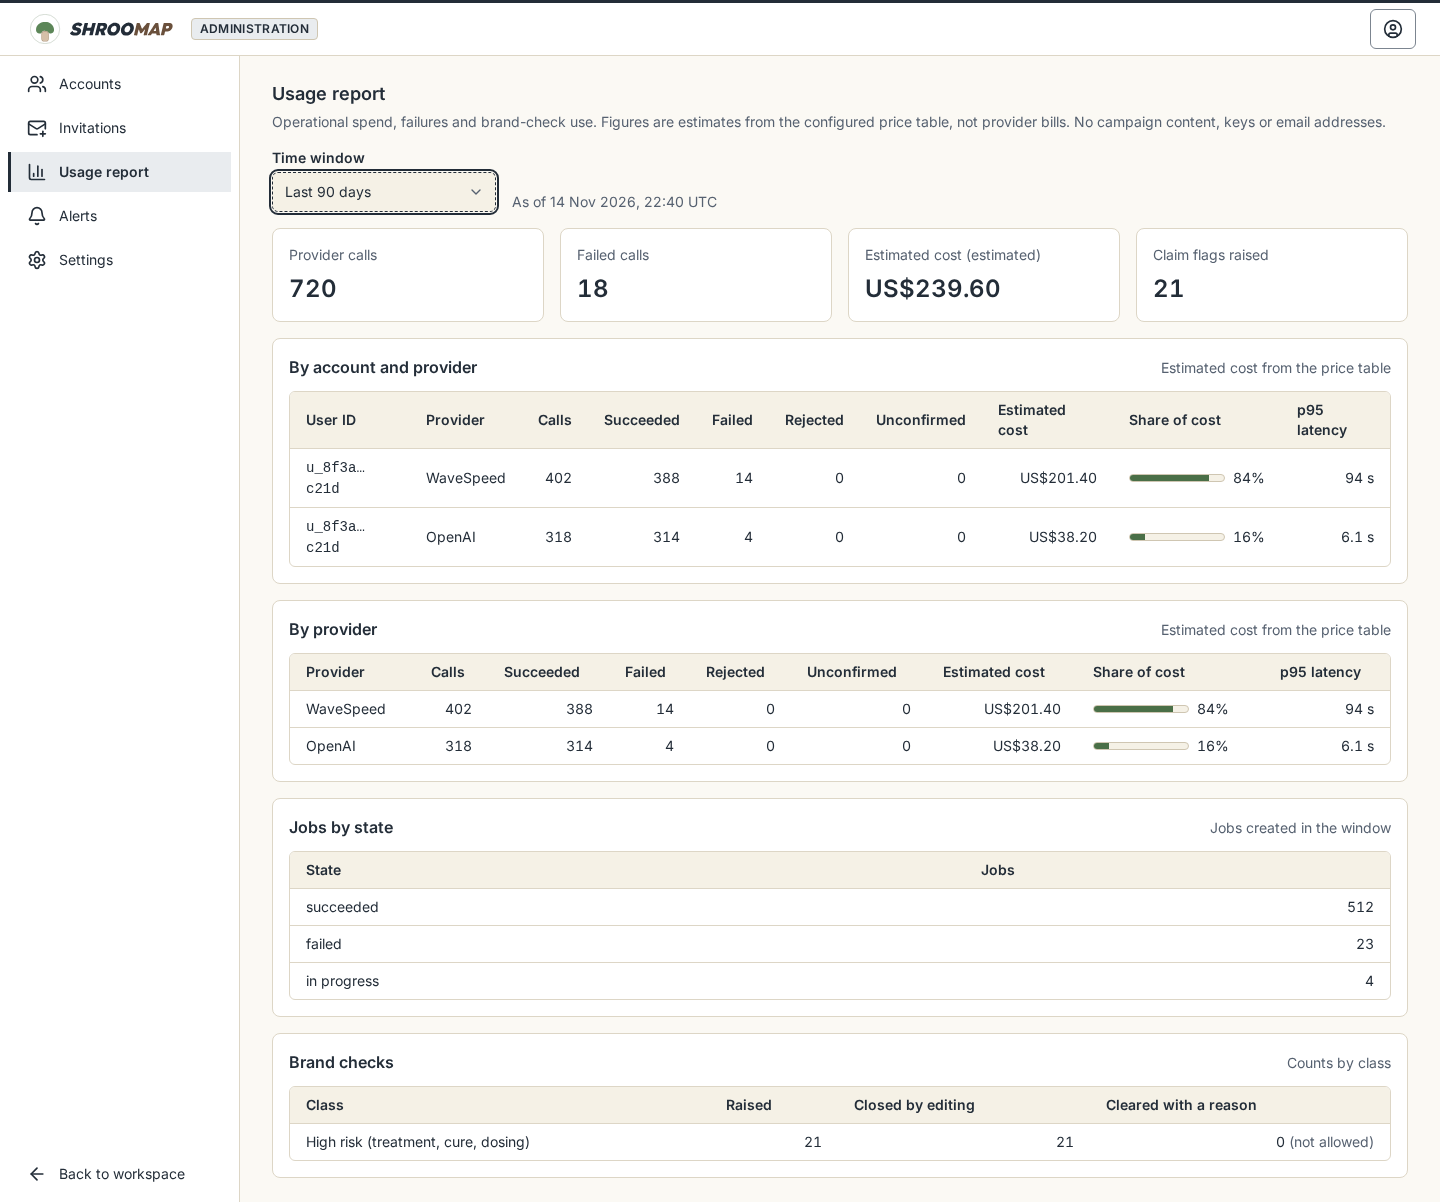 SHROOMAP ADMINISTRATION
Accounts
Invitations
Usage report
Alerts
Settings
Back to workspace
Usage report
Operational spend, failures and brand-check use. Figures are estimates from the configured price table, not provider bills. No campaign content, keys or email addresses.
Time window
Last 90 days
As of 14 Nov 2026, 22:40 UTC
Provider calls
720
Failed calls
18
Estimated cost (estimated)
US$239.60
Claim flags raised
21
By account and provider
Estimated cost from the price table
User ID Provider Calls Succeeded Failed Rejected Unconfirmed Estimated cost Share of cost p95 latency
u_8f3a…c21d WaveSpeed 402 388 14 0 0 US$201.40 84% 94 s
u_8f3a…c21d OpenAI 318 314 4 0 0 US$38.20 16% 6.1 s
By provider
Estimated cost from the price table
Provider Calls Succeeded Failed Rejected Unconfirmed Estimated cost Share of cost p95 latency
WaveSpeed 402 388 14 0 0 US$201.40 84% 94 s
OpenAI 318 314 4 0 0 US$38.20 16% 6.1 s
Jobs by state
Jobs created in the window
State Jobs
succeeded 512
failed 23
in progress 4
Brand checks
Counts by class
Class Raised Closed by editing Cleared with a reason
High risk (treatment, cure, dosing) 21 21 0 (not allowed)